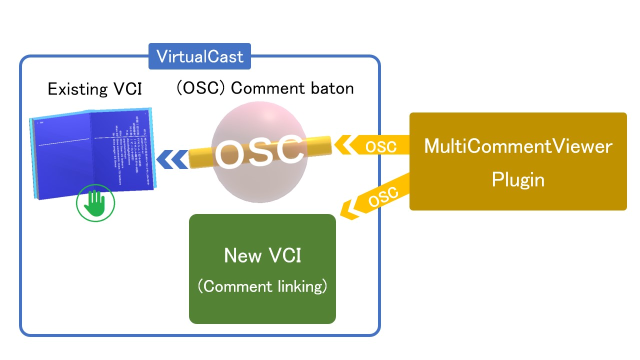 VirtualCast
Existing VCI
(OSC) Comment baton
OSC
OSC
MultiCommentViewer
Plugin
OSC
New VCI
(Comment linking)